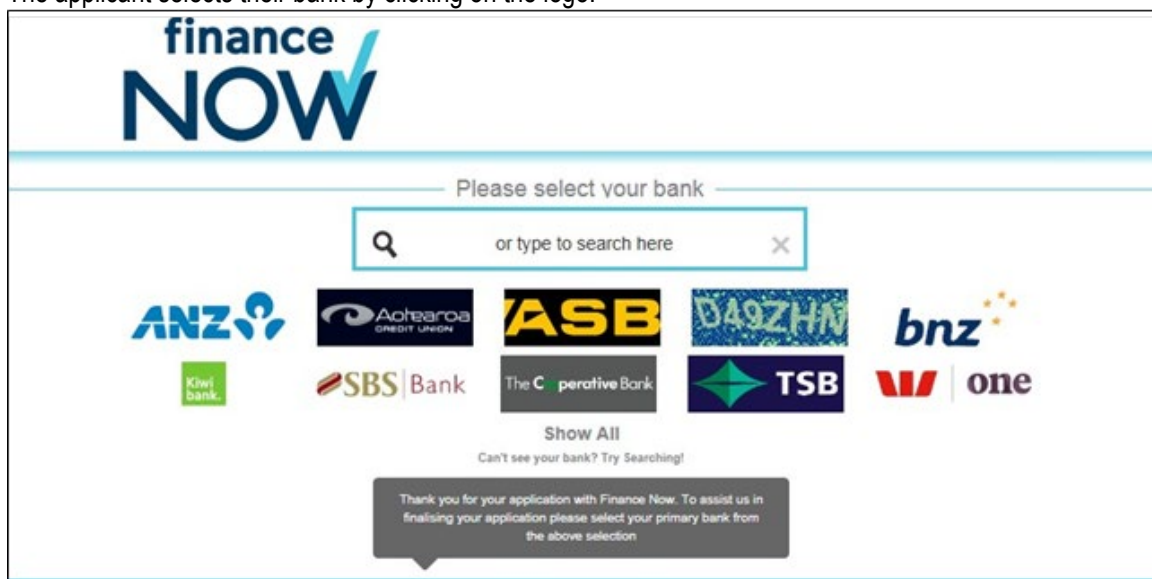 The applicant selects their bank by clicking on the logo.
finance
NOW
Please select your bank
or type to search here
ANZ
Aotearoa
CREDIT UNION
ASB
D49ZHN
bnz
Kiwi
bank.
SBS | Bank
The Cooperative Bank
TSB
one
Show All
Can't see your bank? Try Searching!
Thank you for your application with Finance Now. To assist us in
finalising your application please select your primary bank from
the above selection